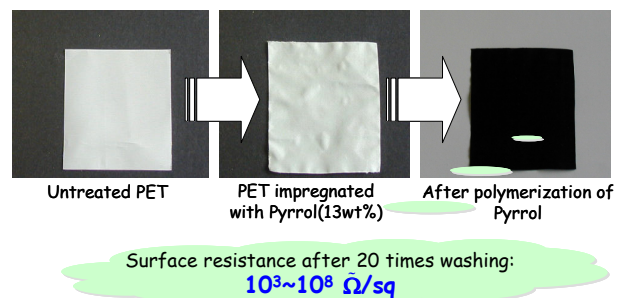 Untreated PET
PET impregnated
with Pyrrol(13wt%)
After polymerization of
Pyrrol
Surface resistance after 20 times washing:
10³~10⁸ Ω̃/sq